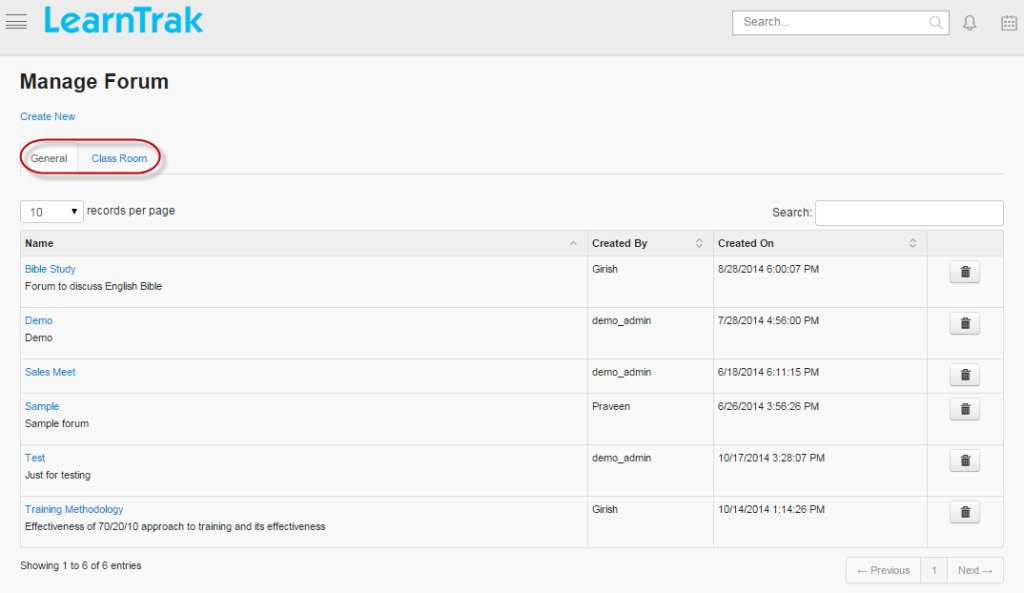 LearnTrak
Search...
Manage Forum
Create New
General Class Room
10 records per page Search:
Name Created By Created On
Bible Study Girish 8/28/2014 6:00:07 PM
Forum to discuss English Bible
Demo demo_admin 7/28/2014 4:56:00 PM
Demo
Sales Meet demo_admin 6/18/2014 6:11:15 PM
Sample Praveen 6/26/2014 3:56:26 PM
Sample forum
Test demo_admin 10/17/2014 3:28:07 PM
Just for testing
Training Methodology Girish 10/14/2014 1:14:26 PM
Effectiveness of 70/20/10 approach to training and its effectiveness
Showing 1 to 6 of 6 entries
← Previous 1 Next →